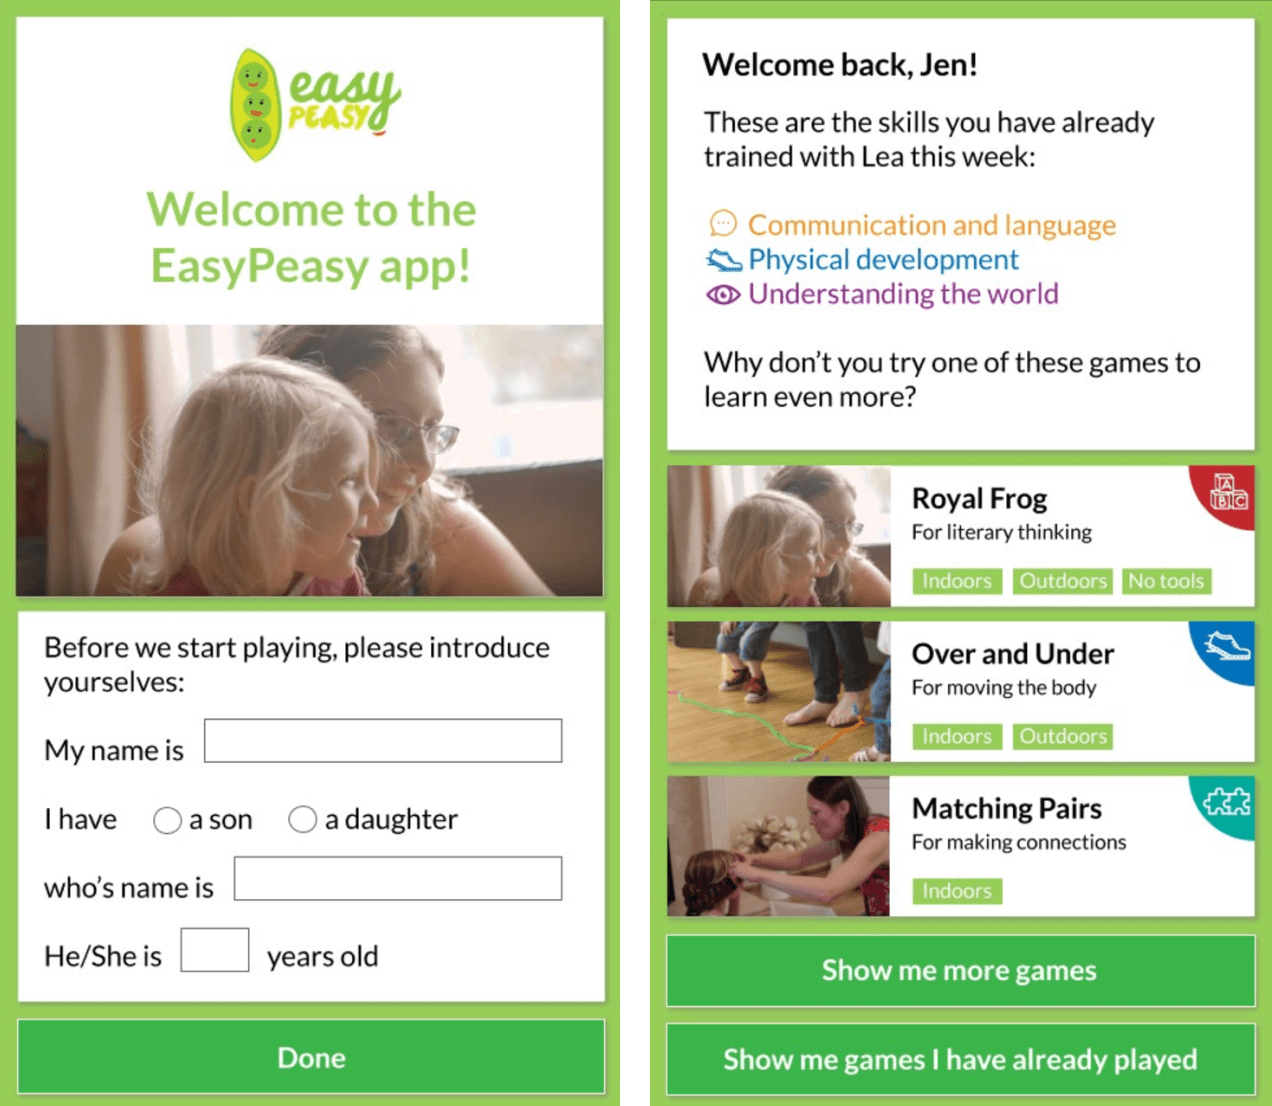 easy
PEASY
Welcome to the
EasyPeasy app!
Before we start playing, please introduce
yourselves:
My name is
I have a son a daughter
who's name is
He/She is years old
Done
Welcome back, Jen!
These are the skills you have already
trained with Lea this week:
Communication and language
Physical development
Understanding the world
Why don't you try one of these games to
learn even more?
Royal Frog
For literary thinking
Indoors Outdoors No tools
A
B C
Over and Under
For moving the body
Indoors Outdoors
Matching Pairs
For making connections
Indoors
Show me more games
Show me games I have already played